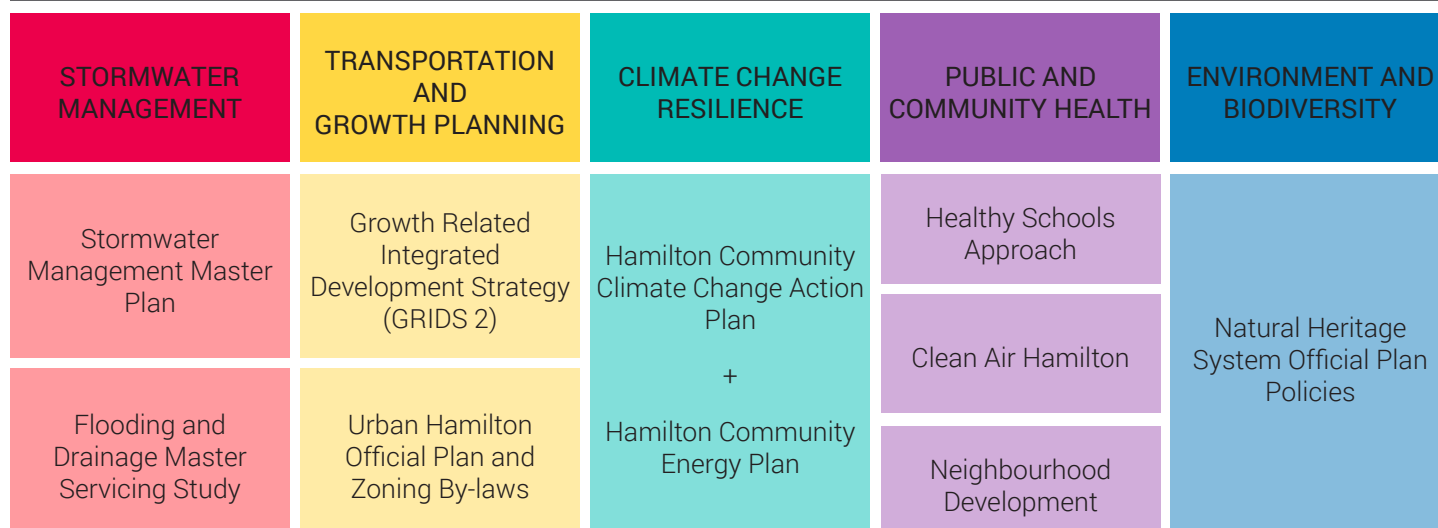 STORMWATER
MANAGEMENT
TRANSPORTATION
AND
GROWTH PLANNING
CLIMATE CHANGE
RESILIENCE
PUBLIC AND
COMMUNITY HEALTH
ENVIRONMENT AND
BIODIVERSITY
Stormwater
Management Master
Plan
Flooding and
Drainage Master
Servicing Study
Growth Related
Integrated
Development Strategy
(GRIDS 2)
Urban Hamilton
Official Plan and
Zoning By-laws
Hamilton Community
Climate Change Action
Plan
+
Hamilton Community
Energy Plan
Healthy Schools
Approach
Clean Air Hamilton
Neighbourhood
Development
Natural Heritage
System Official Plan
Policies